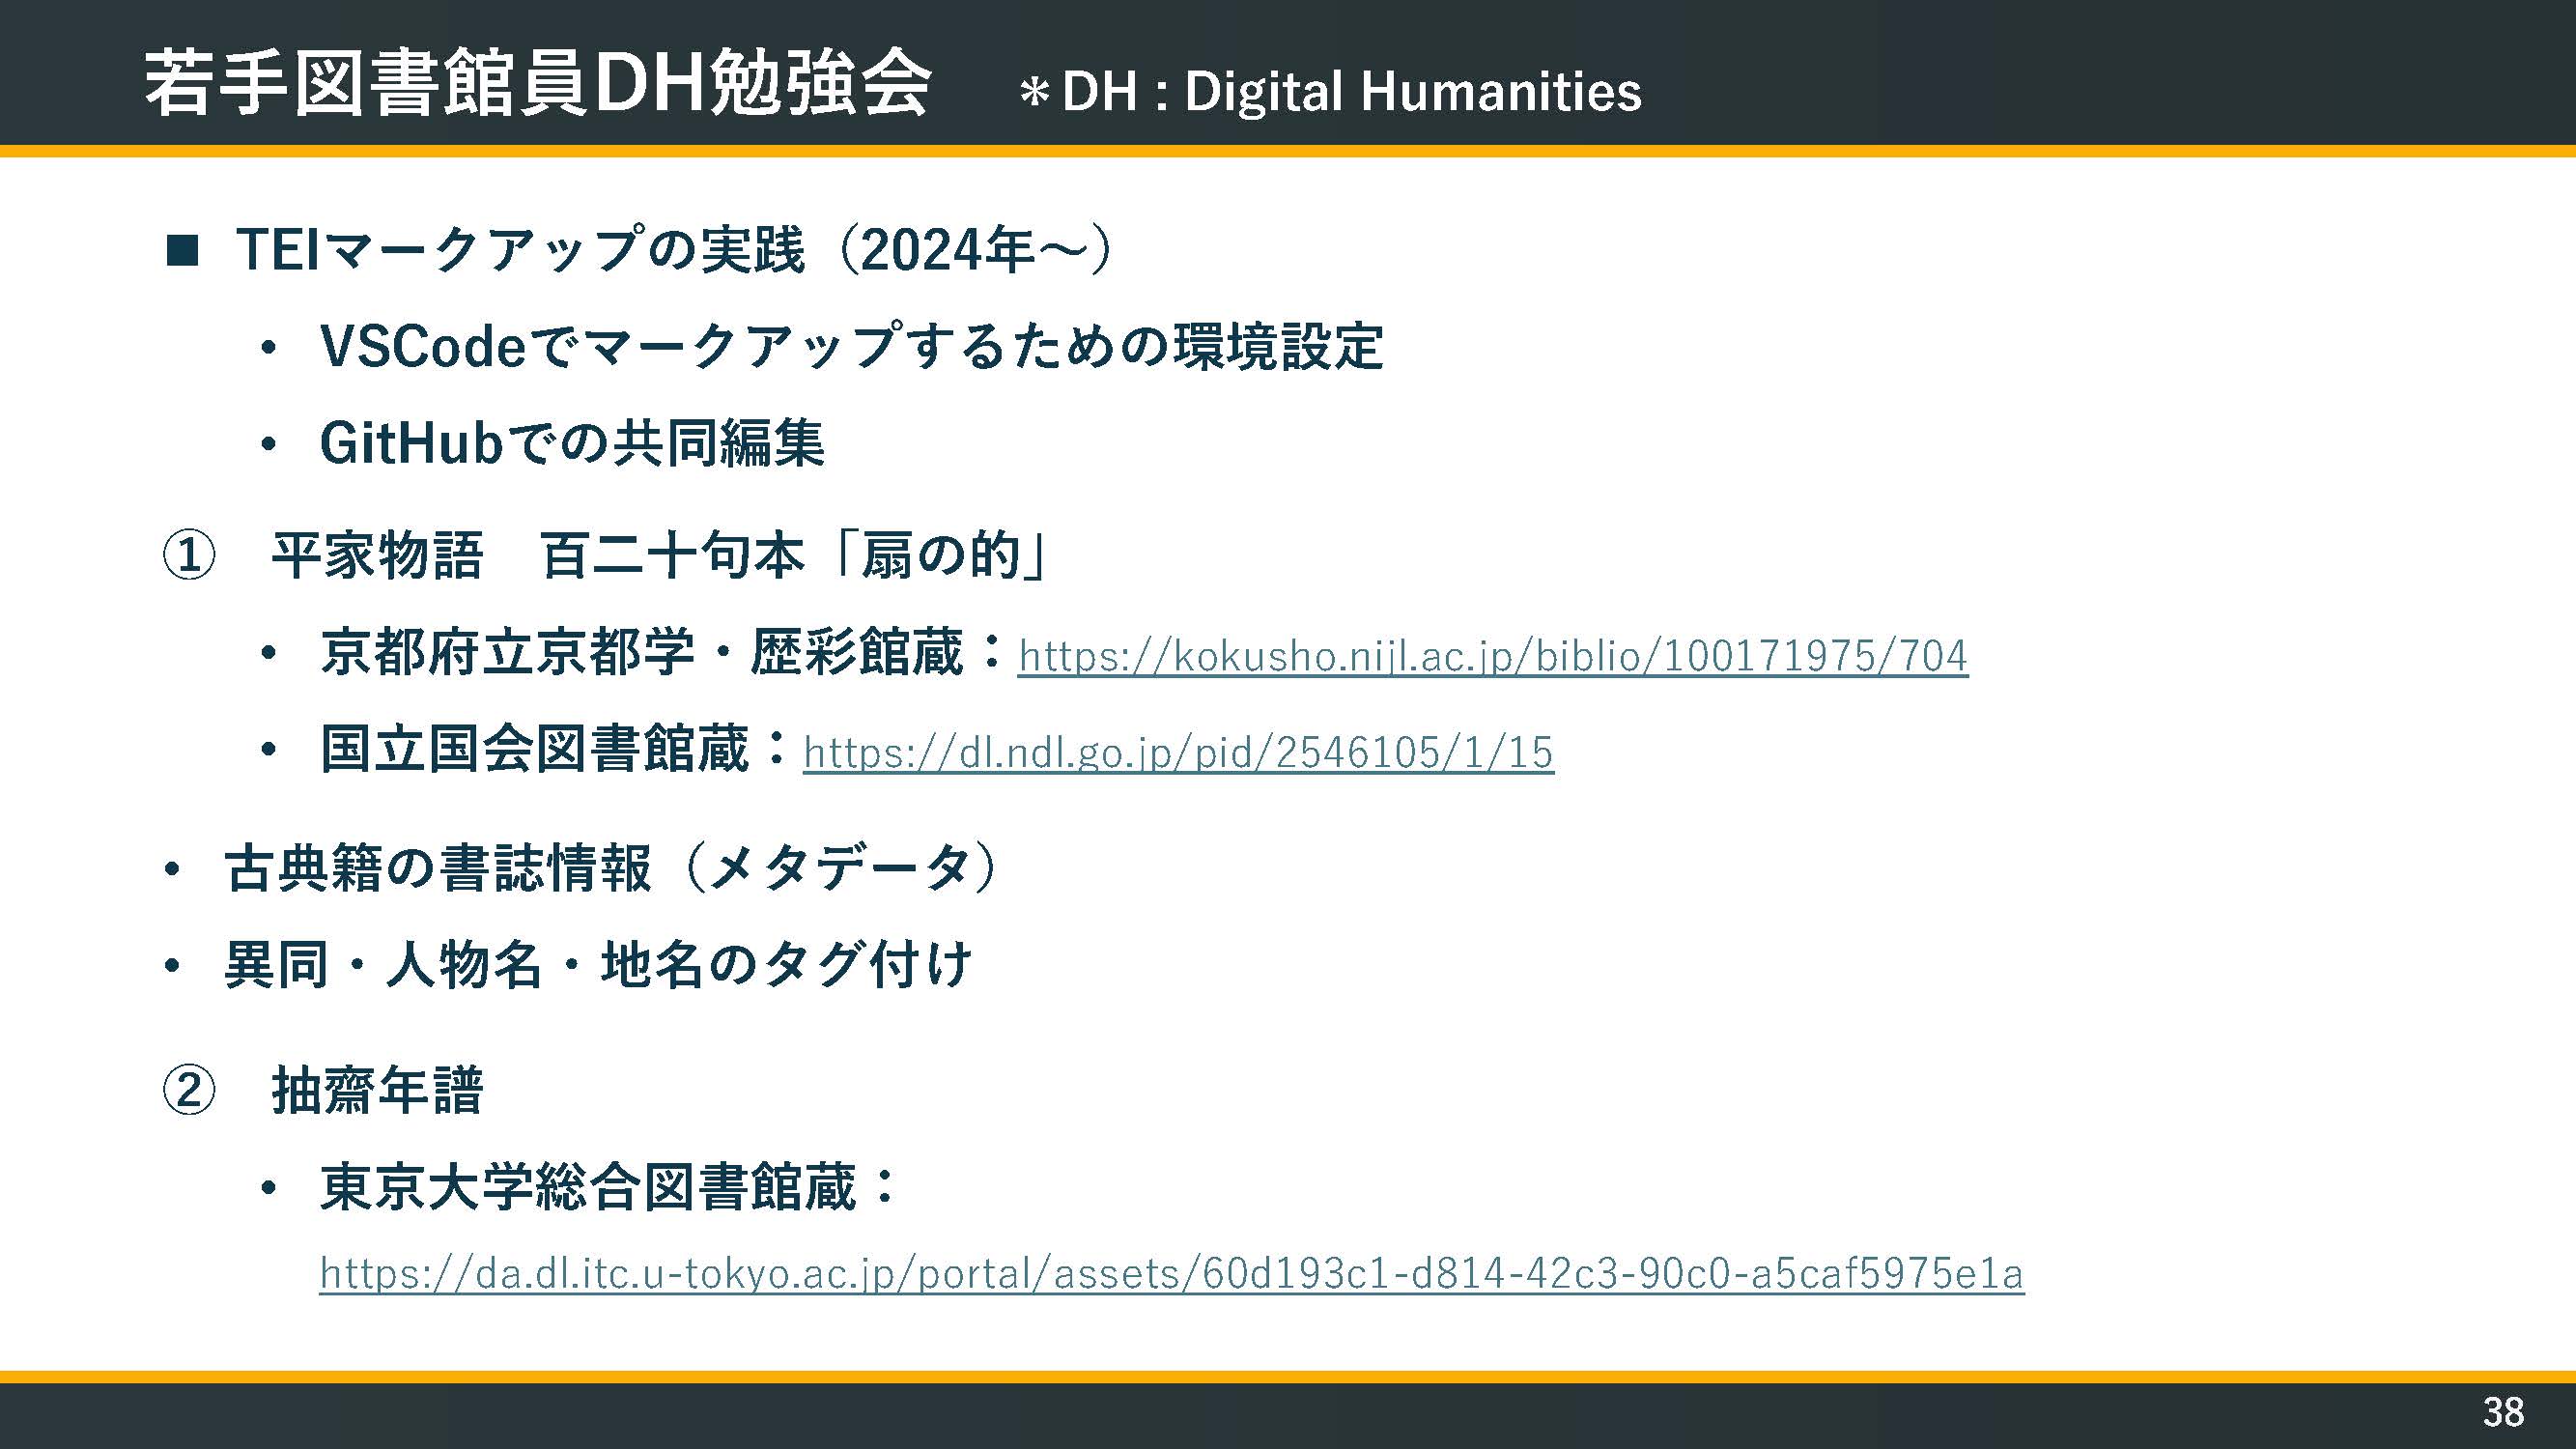 若手図書館員DH勉強会　＊DH : Digital Humanities
■ TEIマークアップの実践（2024年～）
• VSCodeでマークアップするための環境設定
• GitHubでの共同編集
①　平家物語　百二十句本「扇の的」
• 京都府立京都学・歴彩館蔵：https://kokusho.nijl.ac.jp/biblio/100171975/704
• 国立国会図書館蔵：https://dl.ndl.go.jp/pid/2546105/1/15
• 古典籍の書誌情報（メタデータ）
• 異同・人物名・地名のタグ付け
②　抽齋年譜
• 東京大学総合図書館蔵：
https://da.dl.itc.u-tokyo.ac.jp/portal/assets/60d193c1-d814-42c3-90c0-a5caf5975e1a
38